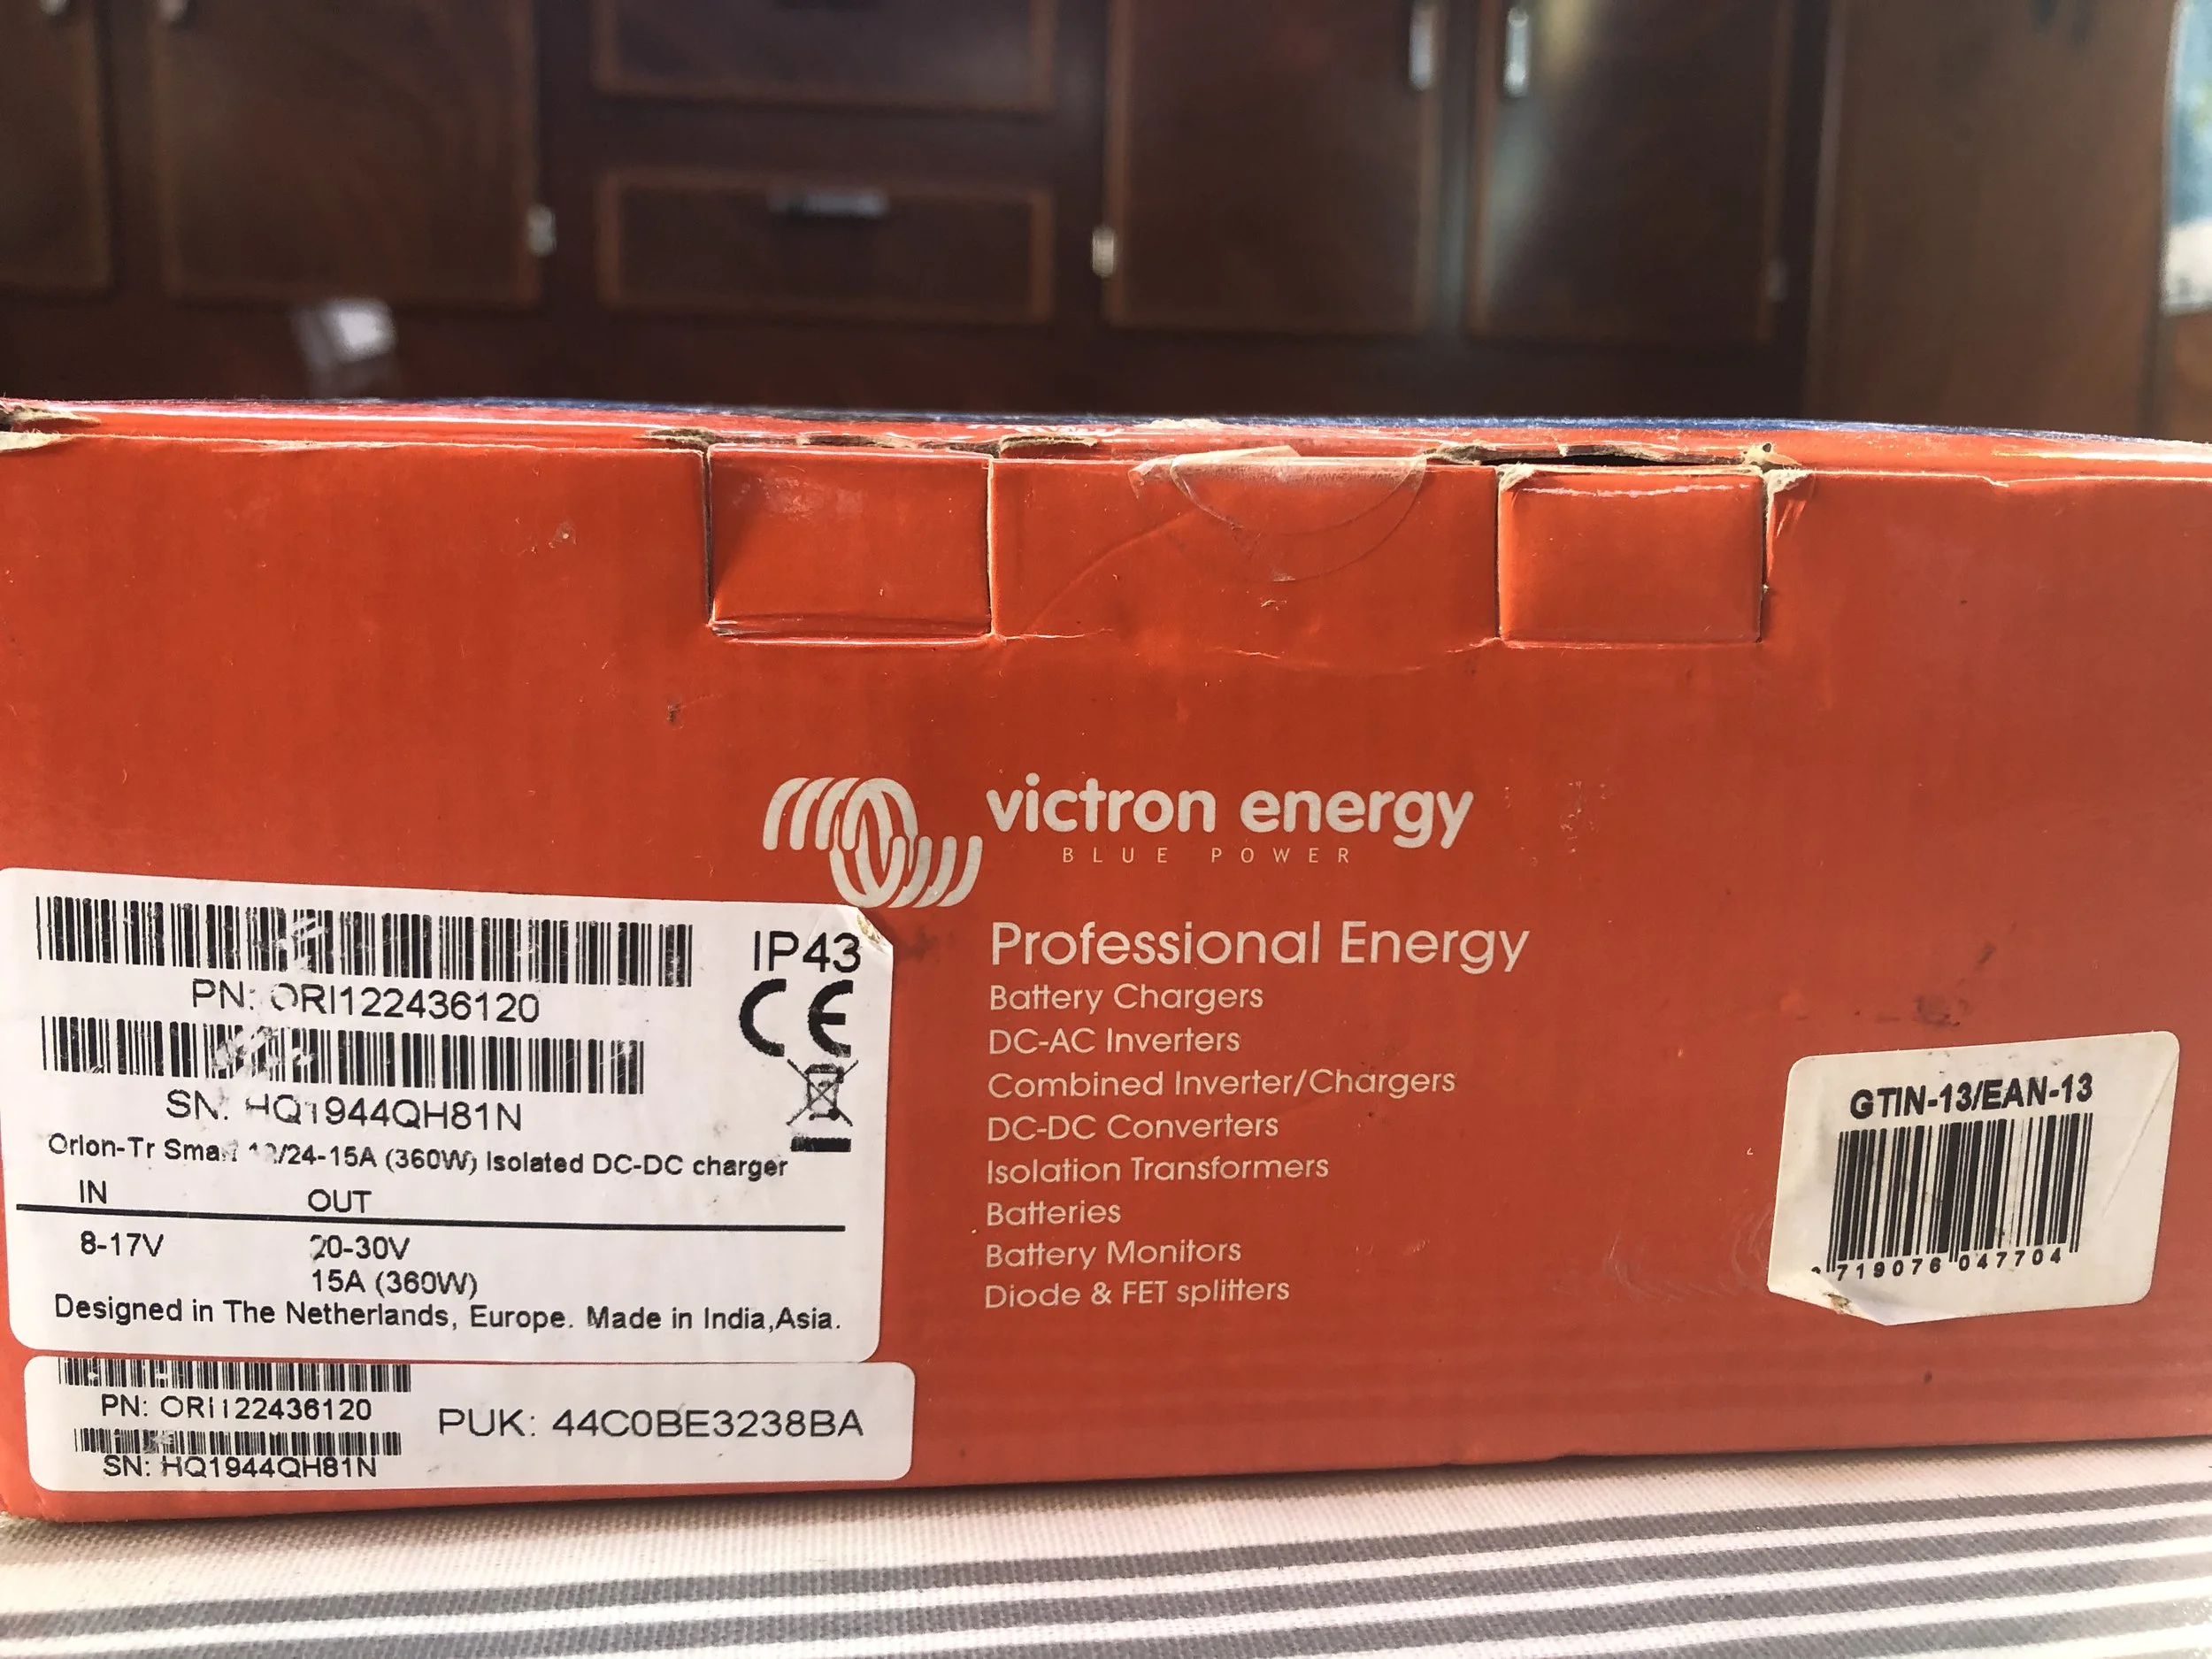 victron energy
BLUE POWER
Professional Energy
Battery Chargers
DC-AC Inverters
Combined Inverter/Chargers
DC-DC Converters
Isolation Transformers
Batteries
Battery Monitors
Diode & FET splitters
IP43
CE
PN: ORI122436120
SN: HQ1944QH81N
Orion-Tr Smart 12/24-15A (360W) Isolated DC-DC charger
IN OUT
8-17V 20-30V
15A (360W)
Designed in The Netherlands, Europe. Made in India,Asia.
PN: ORI122436120
SN: HQ1944QH81N
PUK: 44C0BE3238BA
GTIN-13/EAN-13
719076 047704